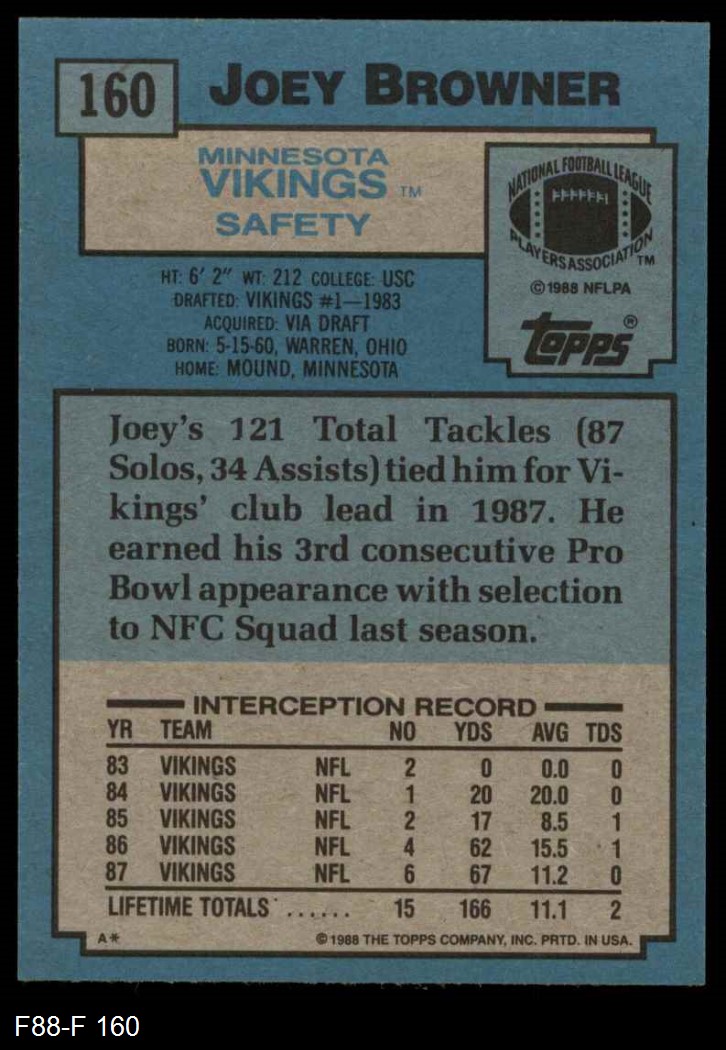 160
JOEY BROWNER
MINNESOTA
VIKINGS TM
SAFETY
NATIONAL FOOTBALL LEAGUE
PLAYERS ASSOCIATION TM
© 1988 NFLPA
topps®
HT: 6' 2" WT: 212 COLLEGE: USC
DRAFTED: VIKINGS #1—1983
ACQUIRED: VIA DRAFT
BORN: 5-15-60, WARREN, OHIO
HOME: MOUND, MINNESOTA
Joey's 121 Total Tackles (87
Solos, 34 Assists) tied him for Vi-
kings' club lead in 1987. He
earned his 3rd consecutive Pro
Bowl appearance with selection
to NFC Squad last season.
INTERCEPTION RECORD
YR TEAM NO YDS AVG TDS
83 VIKINGS NFL 2 0 0.0 0
84 VIKINGS NFL 1 20 20.0 0
85 VIKINGS NFL 2 17 8.5 1
86 VIKINGS NFL 4 62 15.5 1
87 VIKINGS NFL 6 67 11.2 0
LIFETIME TOTALS ...... 15 166 11.1 2
A* © 1988 THE TOPPS COMPANY, INC. PRTD. IN USA.
F88-F 160